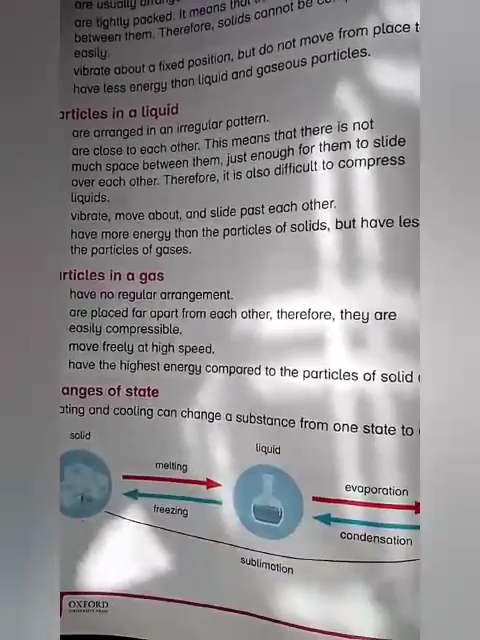 are usually
are tightly packed. It means that
between them. Therefore, solids cannot be
easily.
vibrate about a fixed position, but do not move from place t
have less energy than liquid and gaseous particles.
articles in a liquid
are arranged in an irregular pattern.
are close to each other. This means that there is not
much space between them, just enough for them to slide
over each other. Therefore, it is also difficult to compress
liquids.
vibrate, move about, and slide past each other.
have more energy than the particles of solids, but have les
the particles of gases.
articles in a gas
have no regular arrangement.
are placed far apart from each other, therefore, they are
easily compressible.
move freely at high speed.
have the highest energy compared to the particles of solid
anges of state
ating and cooling can change a substance from one state to
solid
liquid
melting
evaporation
freezing
condensation
sublimation
OXFORD
UNIVERSITY PRESS